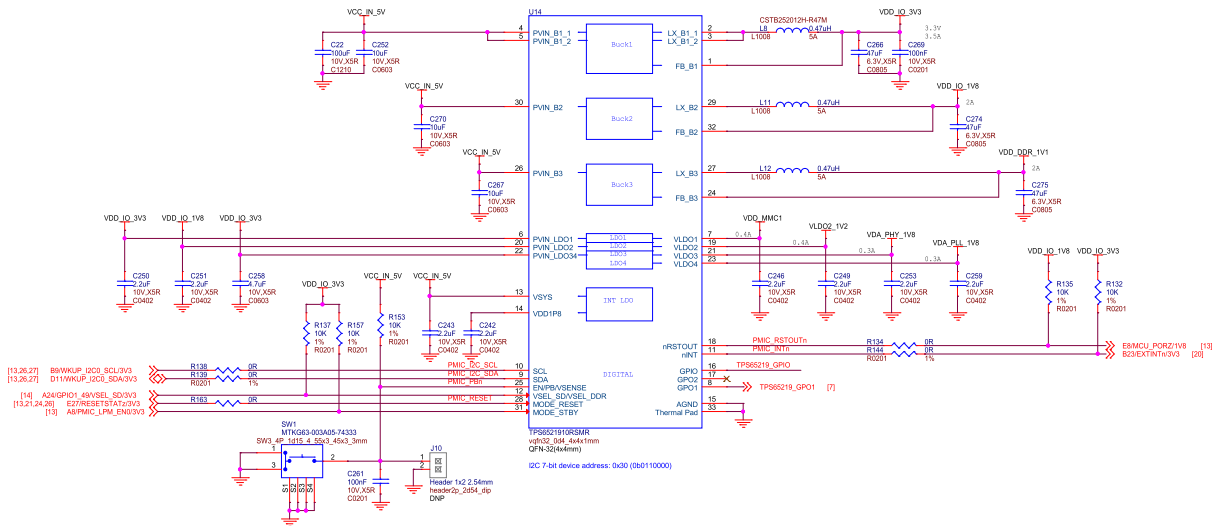 U14
VCC_IN_5V
4
5
PVIN_B1_1
PVIN_B1_2
C22
100uF
10V,X5R
C1210
C252
10uF
10V,X5R
C0603
Buck1
LX_B1_1
LX_B1_2
FB_B1
2
3
1
CSTB252012H-R47M
L8
0.47uH
L1008
5A
VDD_IO_3V3
3.3V
3.5A
C266
47uF
6.3V,X5R
C0805
C269
100nF
10V,X5R
C0201
VCC_IN_5V
30
PVIN_B2
C270
10uF
10V,X5R
C0603
Buck2
LX_B2
FB_B2
29
32
L11
0.47uH
L1008
5A
VDD_IO_1V8
2A
C274
47uF
6.3V,X5R
C0805
VCC_IN_5V
26
PVIN_B3
C267
10uF
10V,X5R
C0603
Buck3
LX_B3
FB_B3
27
24
L12
0.47uH
L1008
5A
VDD_DDR_1V1
2A
C275
47uF
6.3V,X5R
C0805
VDD_IO_3V3
VDD_IO_1V8
VDD_IO_3V3
6
20
22
PVIN_LDO1
PVIN_LDO2
PVIN_LDO34
LDO1
LDO2
LDO3
LDO4
VLDO1
VLDO2
VLDO3
VLDO4
7
19
21
23
VDD_MMC1
0.4A
VLDO2_1V2
0.4A
VDA_PHY_1V8
0.3A
VDA_PLL_1V8
0.3A
C250
2.2uF
10V,X5R
C0402
C251
2.2uF
10V,X5R
C0402
C258
4.7uF
10V,X5R
C0603
C246
2.2uF
10V,X5R
C0402
C249
2.2uF
10V,X5R
C0402
C253
2.2uF
10V,X5R
C0402
C259
2.2uF
10V,X5R
C0402
VDD_IO_1V8
VDD_IO_3V3
R135
10K
1%
R0201
R132
10K
1%
R0201
VDD_IO_3V3
VCC_IN_5V
VCC_IN_5V
13
VSYS
14
VDD1P8
INT LDO
R137
10K
1%
R0201
R157
10K
1%
R0201
R153
10K
1%
R0201
C243
2.2uF
10V,X5R
C0402
C242
2.2uF
10V,X5R
C0402
nRSTOUT
nINT
18
11
PMIC_RSTOUTn
PMIC_INTn
R134
0R
R144
0R
R0201
1%
E8/MCU_PORZ/1V8
[13]
B23/EXTINTn/3V3
[20]
[13,26,27]
B9/WKUP_I2C0_SCL/3V3
[13,26,27]
D11/WKUP_I2C0_SDA/3V3
R138
0R
R139
0R
R0201
1%
PMIC_I2C_SCL
PMIC_I2C_SDA
PMIC_PBn
PMIC_RESET
10
9
25
12
28
31
SCL
SDA
EN/PB/VSENSE
VSEL_SD/VSEL_DDR
MODE_RESET
MODE_STBY
DIGITAL
GPIO
GPO2
GPO1
AGND
Thermal Pad
16
17
8
15
33
TPS65219_GPIO
TPS65219_GPO1
[7]
[14]
A24/GPIO1_49/VSEL_SD/3V3
[13,21,24,26]
E27/RESETSTATz/3V3
[13]
A8/PMIC_LPM_EN0/3V3
R163
0R
SW1
MTKG63-003A05-74333
SW3_4P_1d15_4_55x3_45x3_3mm
1
3
2
S1
S2
S3
S4
C261
100nF
10V,X5R
C0201
J10
1
2
Header 1x2 2.54mm
header2p_2d54_dip
DNP
TPS6521910RSMR
vqfn32_0d4_4x4x1mm
QFN-32(4x4mm)
I2C 7-bit device address: 0x30 (0b0110000)